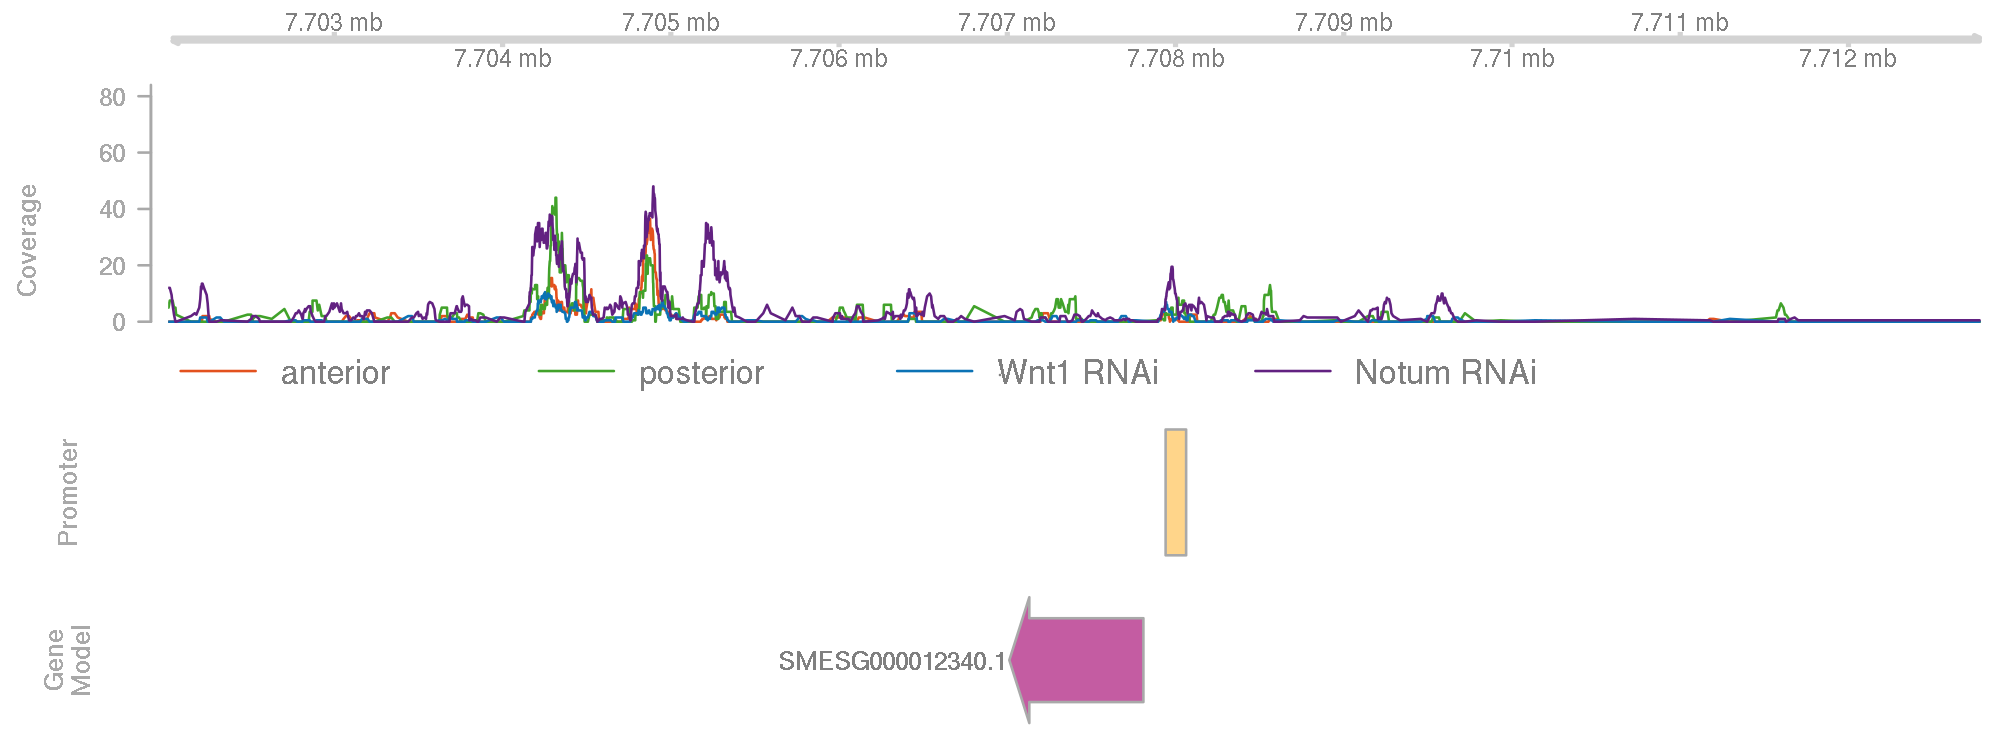 7.703 mb 7.705 mb 7.707 mb 7.709 mb 7.711 mb
7.704 mb 7.706 mb 7.708 mb 7.71 mb 7.712 mb
80
60
40
20
0
Coverage
anterior posterior Wnt1 RNAi Notum RNAi
Promoter
Gene
Model
SMESG000012340.1